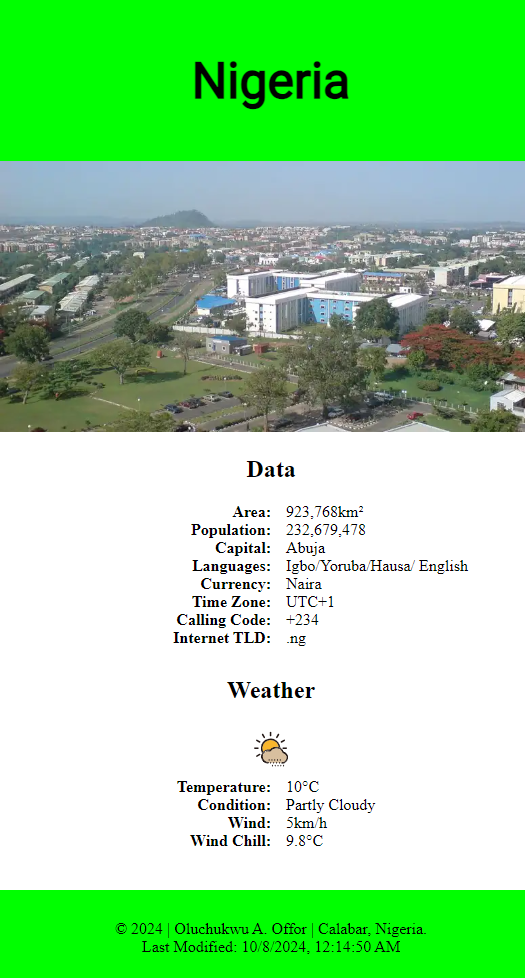 Nigeria
Data
Area: 923,768km²
Population: 232,679,478
Capital: Abuja
Languages: Igbo/Yoruba/Hausa/ English
Currency: Naira
Time Zone: UTC+1
Calling Code: +234
Internet TLD: .ng
Weather
Temperature: 10°C
Condition: Partly Cloudy
Wind: 5km/h
Wind Chill: 9.8°C
© 2024 | Oluchukwu A. Offor | Calabar, Nigeria.
Last Modified: 10/8/2024, 12:14:50 AM